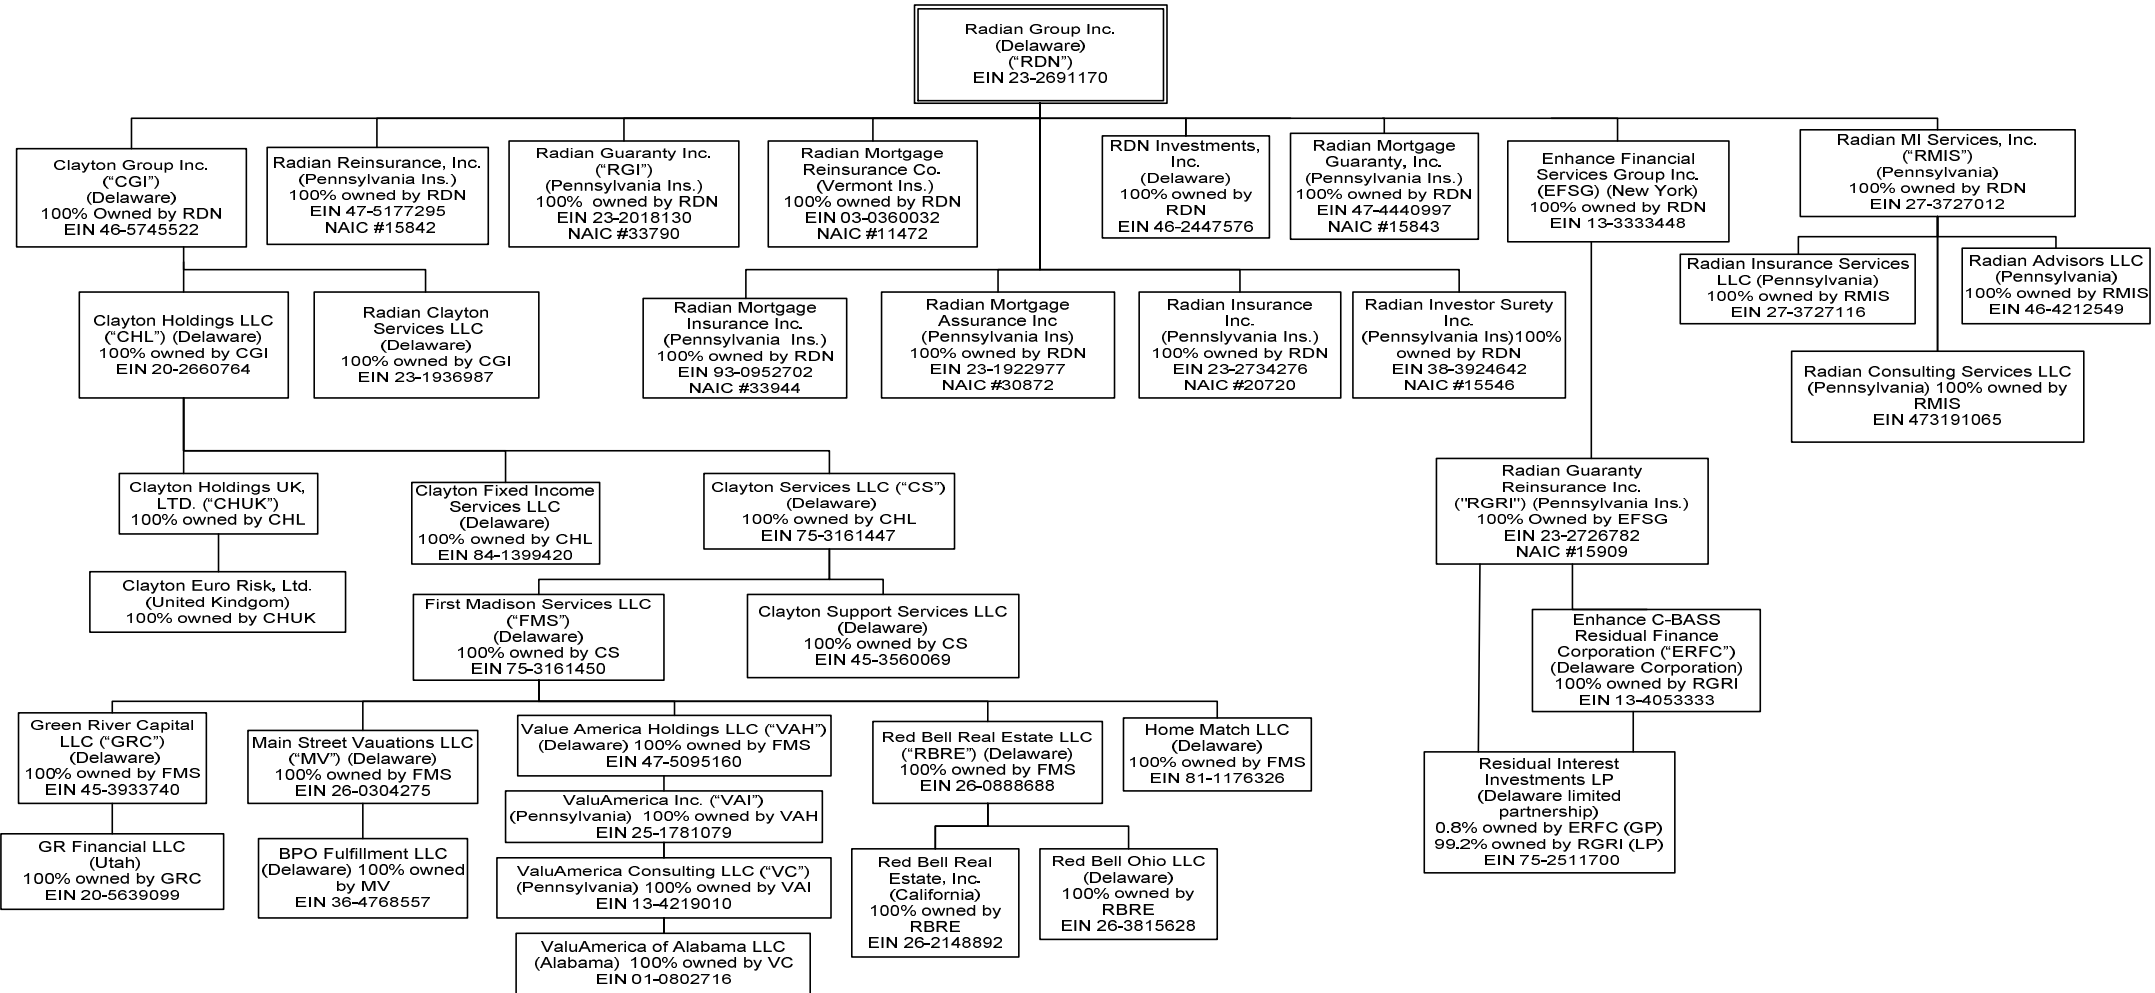 Radian Group Inc.
(Delaware)
(“RDN”)
EIN 23-2691170
Clayton Group Inc.
(“CGI”)
(Delaware)
100% Owned by RDN
EIN 46-5745522
Radian Reinsurance, Inc.
(Pennsylvania Ins.)
100% owned by RDN
EIN 47-5177295
NAIC #15842
Radian Guaranty Inc.
(“RGI”)
(Pennsylvania Ins.)
100% owned by RDN
EIN 23-2018130
NAIC #33790
Radian Mortgage
Reinsurance Co.
(Vermont Ins.)
100% owned by RDN
EIN 03-0360032
NAIC #11472
RDN Investments,
Inc.
(Delaware)
100% owned by
RDN
EIN 46-2447576
Radian Mortgage
Guaranty, Inc.
(Pennsylvania Ins.)
100% owned by RDN
EIN 47-4440997
NAIC #15843
Enhance Financial
Services Group Inc.
(EFSG) (New York)
100% owned by RDN
EIN 13-3333448
Radian MI Services, Inc.
(“RMIS”)
(Pennsylvania)
100% owned by RDN
EIN 27-3727012
Radian Insurance Services
LLC (Pennsylvania)
100% owned by RMIS
EIN 27-3727116
Radian Advisors LLC
(Pennsylvania)
100% owned by RMIS
EIN 46-4212549
Clayton Holdings LLC
(“CHL”) (Delaware)
100% owned by CGI
EIN 20-2660764
Radian Clayton
Services LLC
(Delaware)
100% owned by CGI
EIN 23-1936987
Radian Mortgage
Insurance Inc.
(Pennsylvania Ins.)
100% owned by RDN
EIN 93-0952702
NAIC #33944
Radian Mortgage
Assurance Inc
(Pennsylvania Ins)
100% owned by RDN
EIN 23-1922977
NAIC #30872
Radian Insurance
Inc.
(Pennsylvania Ins.)
100% owned by RDN
EIN 23-2734276
NAIC #20720
Radian Investor Surety
Inc.
(Pennsylvania Ins)100%
owned by RDN
EIN 38-3924642
NAIC #15546
Radian Consulting Services LLC
(Pennsylvania) 100% owned by
RMIS
EIN 473191065
Clayton Holdings UK,
LTD. (“CHUK”)
100% owned by CHL
Clayton Fixed Income
Services LLC
(Delaware)
100% owned by CHL
EIN 84-1399420
Clayton Services LLC (“CS”)
(Delaware)
100% owned by CHL
EIN 75-3161447
Radian Guaranty
Reinsurance Inc.
("RGRI") (Pennsylvania Ins.)
100% Owned by EFSG
EIN 23-2726782
NAIC #15909
Clayton Euro Risk, Ltd.
(United Kindgom)
100% owned by CHUK
First Madison Services LLC
(“FMS”)
(Delaware)
100% owned by CS
EIN 75-3161450
Clayton Support Services LLC
(Delaware)
100% owned by CS
EIN 45-3560069
Enhance C-BASS
Residual Finance
Corporation (“ERFC”)
(Delaware Corporation)
100% owned by RGRI
EIN 13-4053333
Green River Capital
LLC (“GRC”)
(Delaware)
100% owned by FMS
EIN 45-3933740
Main Street Vauations LLC
(“MV”) (Delaware)
100% owned by FMS
EIN 26-0304275
Value America Holdings LLC (“VAH”)
(Delaware) 100% owned by FMS
EIN 47-5095160
Red Bell Real Estate LLC
(“RBRE”) (Delaware)
100% owned by FMS
EIN 26-0888688
Home Match LLC
(Delaware)
100% owned by FMS
EIN 81-1176326
Residual Interest
Investments LP
(Delaware limited
partnership)
0.8% owned by ERFC (GP)
99.2% owned by RGRI (LP)
EIN 75-2511700
ValuAmerica Inc. (“VAI”)
(Pennsylvania) 100% owned by VAH
EIN 25-1781079
GR Financial LLC
(Utah)
100% owned by GRC
EIN 20-5639099
BPO Fulfillment LLC
(Delaware) 100% owned
by MV
EIN 36-4768557
ValuAmerica Consulting LLC (“VC”)
(Pennsylvania) 100% owned by VAI
EIN 13-4219010
Red Bell Real
Estate, Inc.
(California)
100% owned by
RBRE
EIN 26-2148892
Red Bell Ohio LLC
(Delaware)
100% owned by
RBRE
EIN 26-3815628
ValuAmerica of Alabama LLC
(Alabama) 100% owned by VC
EIN 01-0802716